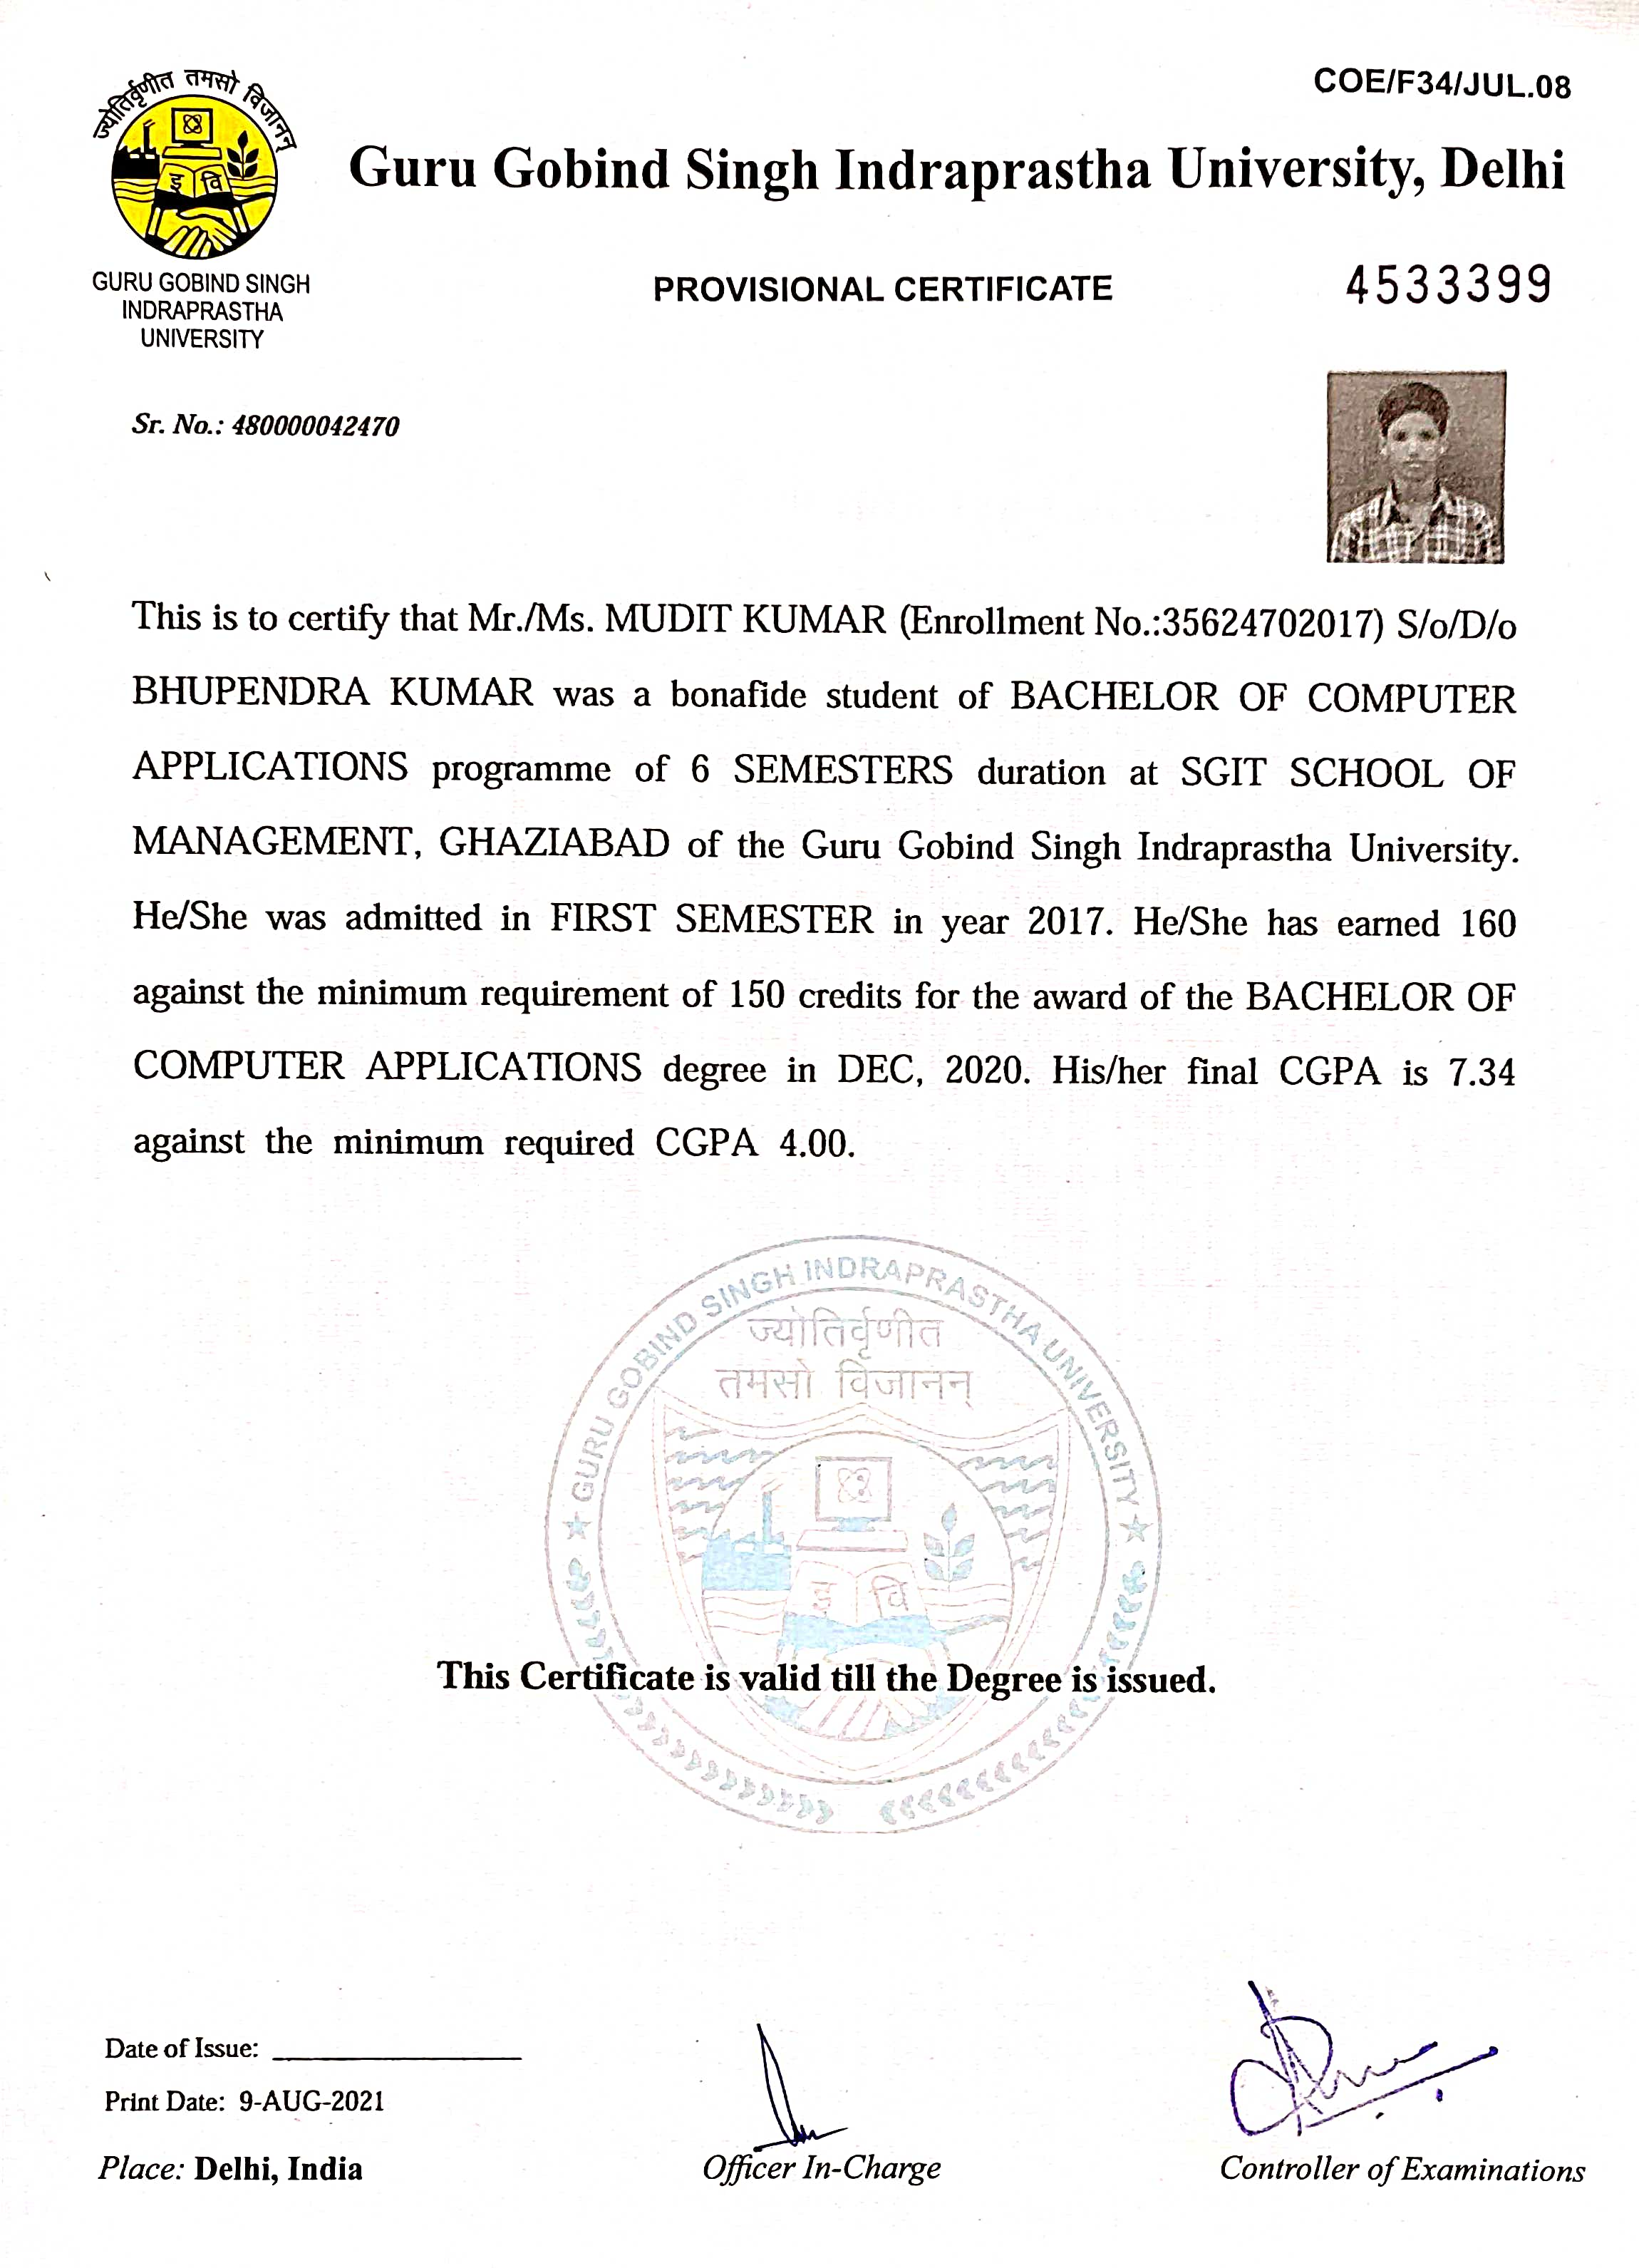 COE/F34/JUL.08
ज्योतिर्वृणीत तमसो विजानन्
इ वि
Guru Gobind Singh Indraprastha University, Delhi
GURU GOBIND SINGH
INDRAPRASTHA
UNIVERSITY
PROVISIONAL CERTIFICATE
4533399
Sr. No.: 480000042470
This is to certify that Mr./Ms. MUDIT KUMAR (Enrollment No.:35624702017) S/o/D/o
BHUPENDRA KUMAR was a bonafide student of BACHELOR OF COMPUTER
APPLICATIONS programme of 6 SEMESTERS duration at SGIT SCHOOL OF
MANAGEMENT, GHAZIABAD of the Guru Gobind Singh Indraprastha University.
He/She was admitted in FIRST SEMESTER in year 2017. He/She has earned 160
against the minimum requirement of 150 credits for the award of the BACHELOR OF
COMPUTER APPLICATIONS degree in DEC, 2020. His/her final CGPA is 7.34
against the minimum required CGPA 4.00.
GURU GOBIND SINGH INDRAPRASTHA UNIVERSITY
ज्योतिर्वृणीत
तमसो विजानन्
इ वि
This Certificate is valid till the Degree is issued.
Date of Issue:
Print Date: 9-AUG-2021
Place: Delhi, India
Officer In-Charge
Controller of Examinations